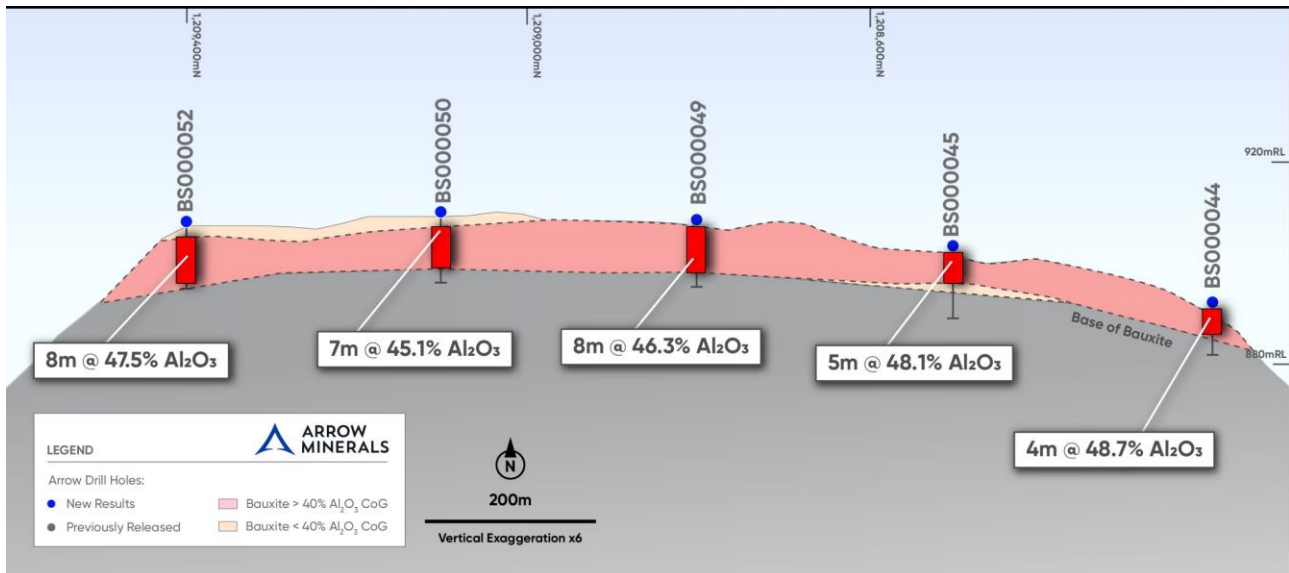 1,209,400mN
1,209,000mN
1,208,600mN
BS000052
BS000050
BS000049
BS000045
BS000044
920mRL
880mRL
Base of Bauxite
8m @ 47.5% Al₂O₃
7m @ 45.1% Al₂O₃
8m @ 46.3% Al₂O₃
5m @ 48.1% Al₂O₃
4m @ 48.7% Al₂O₃
LEGEND
ARROW
MINERALS
Arrow Drill Holes:
New Results
Previously Released
Bauxite > 40% Al₂O₃ CoG
Bauxite < 40% Al₂O₃ CoG
N
200m
Vertical Exaggeration x6